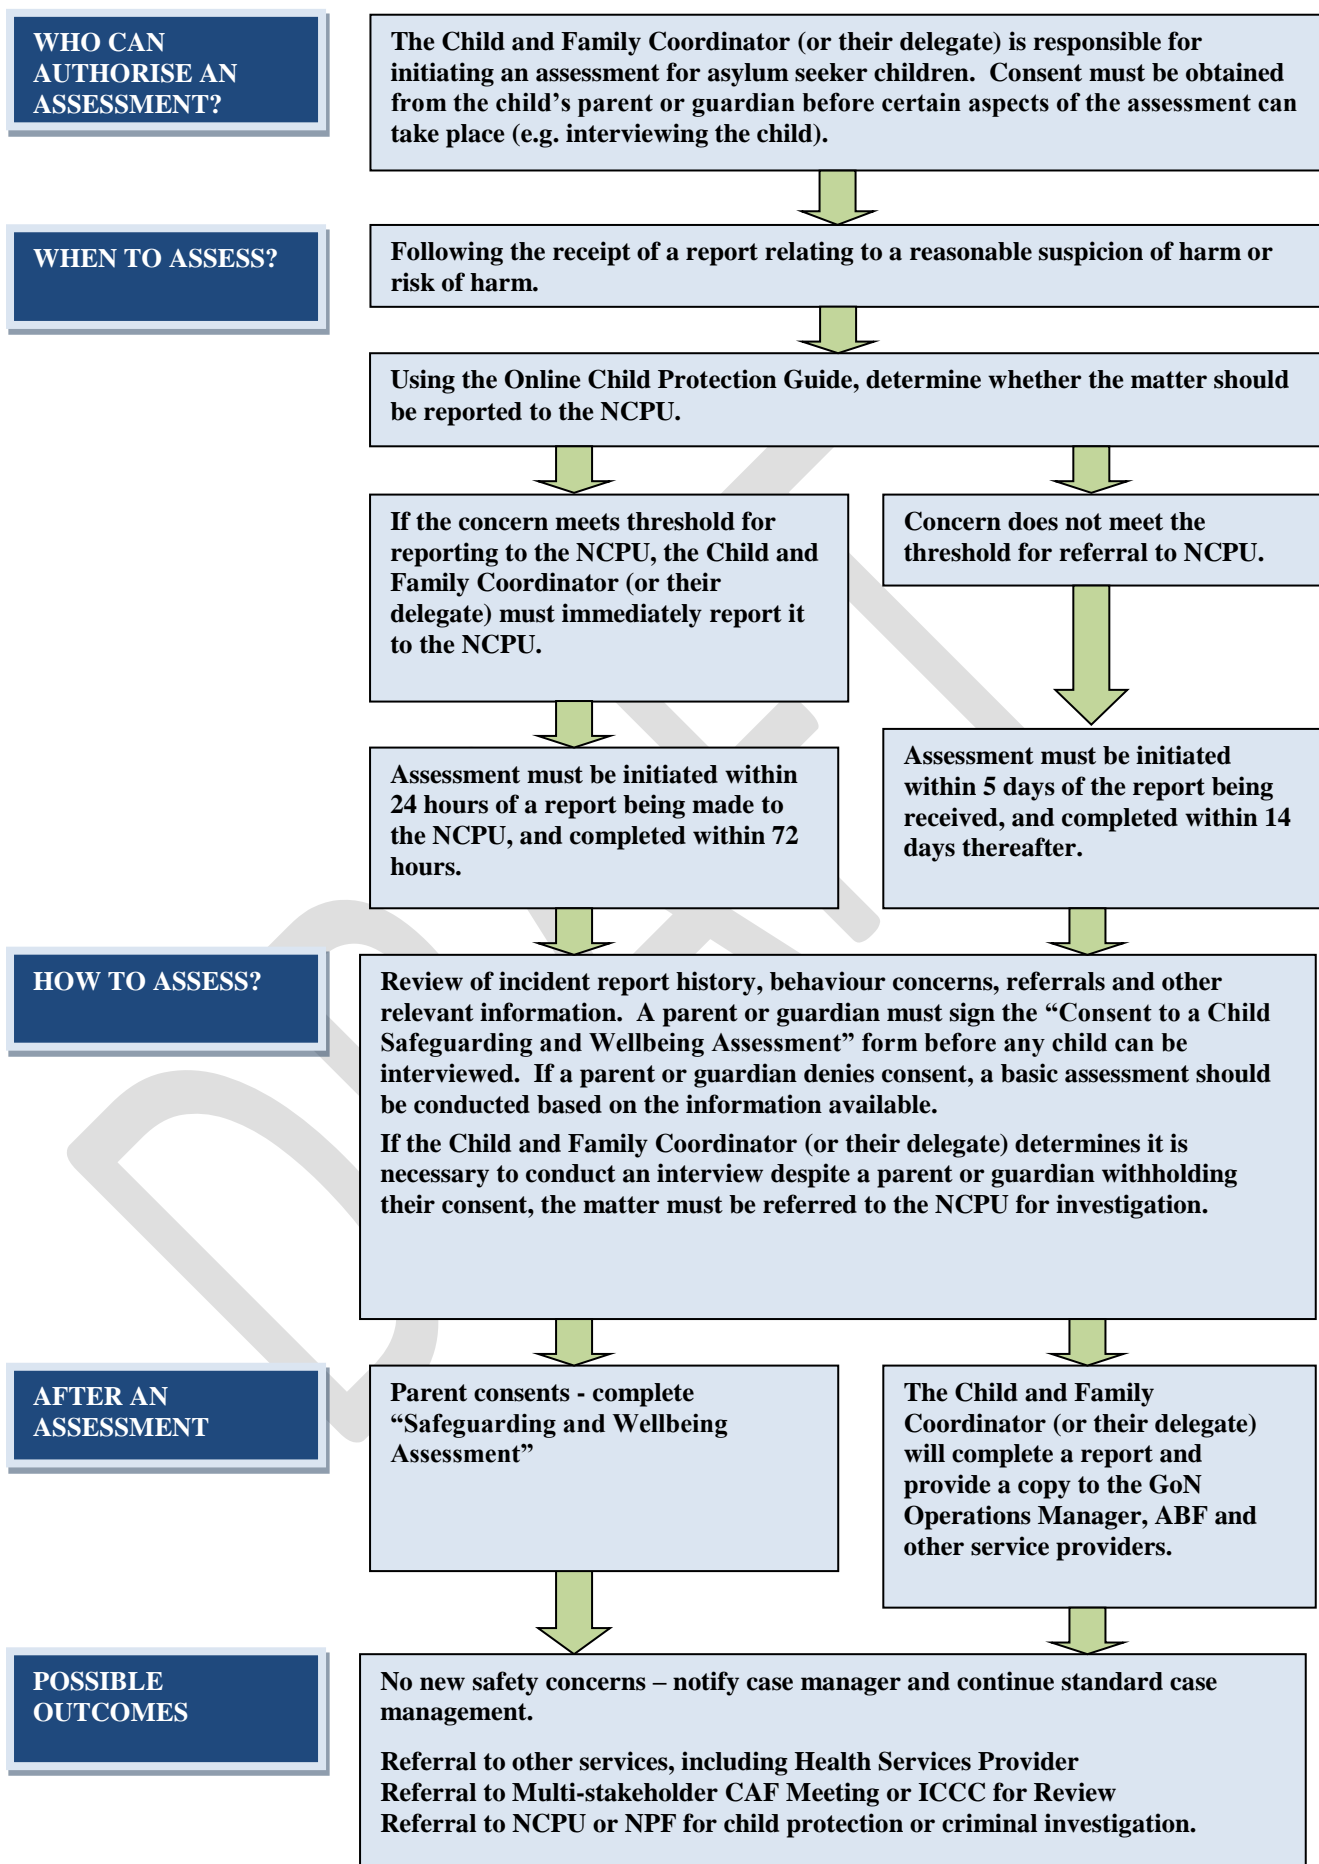 WHO CAN
AUTHORISE AN
ASSESSMENT?
The Child and Family Coordinator (or their delegate) is responsible for
initiating an assessment for asylum seeker children.  Consent must be obtained
from the child’s parent or guardian before certain aspects of the assessment can
take place (e.g. interviewing the child).
WHEN TO ASSESS?
Following the receipt of a report relating to a reasonable suspicion of harm or
risk of harm.
Using the Online Child Protection Guide, determine whether the matter should
be reported to the NCPU.
If the concern meets threshold for
reporting to the NCPU, the Child and
Family Coordinator (or their
delegate) must immediately report it
to the NCPU.
Concern does not meet the
threshold for referral to NCPU.
Assessment must be initiated within
24 hours of a report being made to
the NCPU, and completed within 72
hours.
Assessment must be initiated
within 5 days of the report being
received, and completed within 14
days thereafter.
HOW TO ASSESS?
Review of incident report history, behaviour concerns, referrals and other
relevant information.  A parent or guardian must sign the “Consent to a Child
Safeguarding and Wellbeing Assessment” form before any child can be
interviewed.  If a parent or guardian denies consent, a basic assessment should
be conducted based on the information available.
If the Child and Family Coordinator (or their delegate) determines it is
necessary to conduct an interview despite a parent or guardian withholding
their consent, the matter must be referred to the NCPU for investigation.
AFTER AN
ASSESSMENT
Parent consents - complete
“Safeguarding and Wellbeing
Assessment”
The Child and Family
Coordinator (or their delegate)
will complete a report and
provide a copy to the GoN
Operations Manager, ABF and
other service providers.
POSSIBLE
OUTCOMES
No new safety concerns – notify case manager and continue standard case
management.
Referral to other services, including Health Services Provider
Referral to Multi-stakeholder CAF Meeting or ICCC for Review
Referral to NCPU or NPF for child protection or criminal investigation.
DRAFT